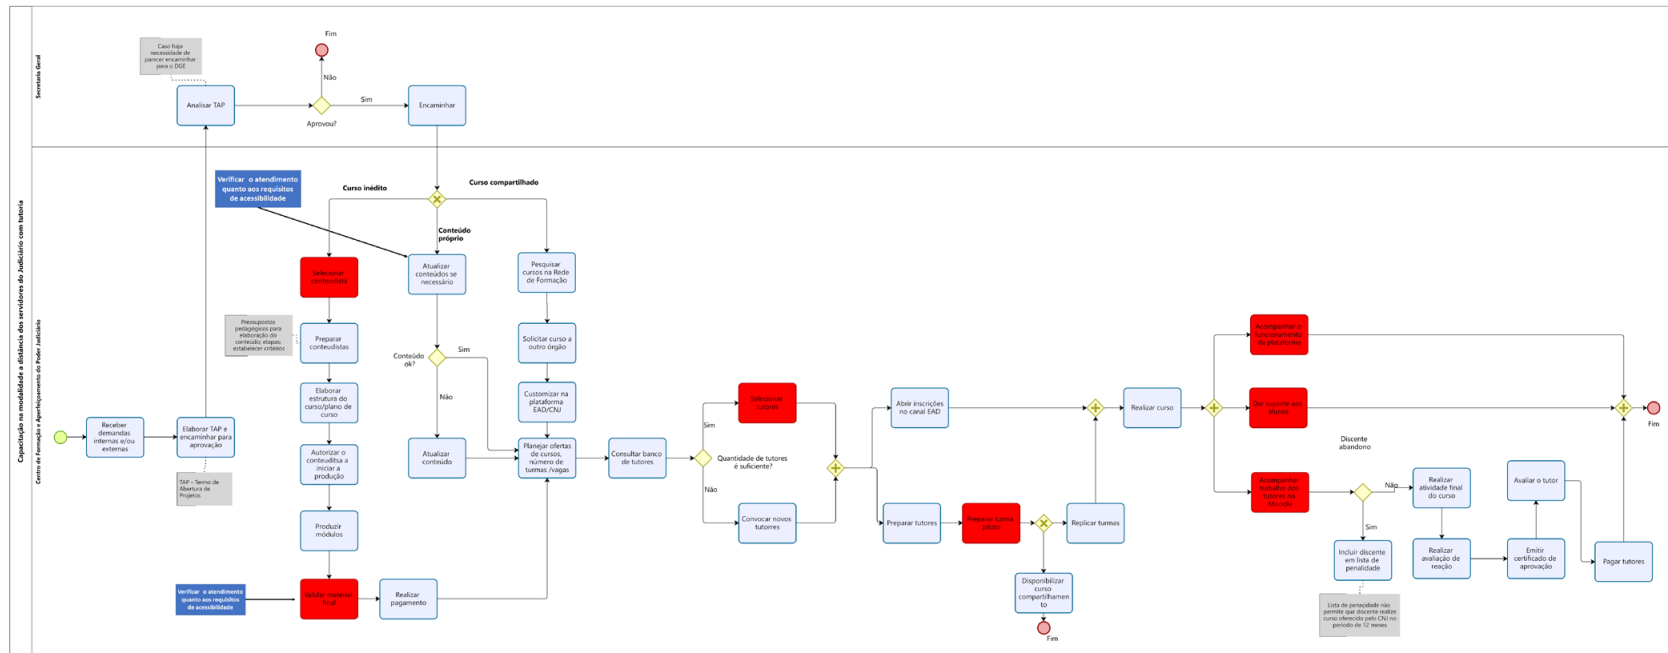 Capacitação na modalidade a distância dos servidores do Judiciário com tutoria
Secretaria Geral
Caso haja
necessidade de
parecer encaminhar
para o DGE
Analisar TAP
Fim
Não
Aprovou?
Sim
Encaminhar
Centro de Formação e Aperfeiçoamento do Poder Judiciário
Receber
demandas
internas e/ou
externas
Elaborar TAP e
encaminhar para
aprovação
TAP - Termo de
Abertura de
Projetos
Verificar o atendimento
quanto aos requisitos
de acessibilidade
Curso inédito
Curso compartilhado
Conteúdo
próprio
Selecionar
conteudista
Pressupostos
pedagógicos para
elaboração do
conteúdo; etapas;
estabelecer critérios
Preparar
conteudistas
Elaborar
estrutura do
curso/plano de
curso
Autorizar o
conteuditsa a
iniciar a
produção
Produzir
módulos
Verificar o atendimento
quanto aos requisitos
de acessibilidade
Validar material
final
Realizar
pagamento
Atualizar
conteúdos se
necessário
Conteúdo
ok?
Sim
Não
Atualizar
conteúdo
Pesquisar
cursos na Rede
de Formação
Solicitar curso a
outro órgão
Customizar na
plataforma
EAD/CNJ
Planejar ofertas
de cursos,
número de
turmas /vagas
Consultar banco
de tutores
Quantidade de tutores
é suficiente?
Sim
Não
Selecionar
tutores
Convocar novos
tutorres
Abrir inscrições
no canal EAD
Preparar tutores
Preparar turma
piloto
Replicar turmas
Disponibilizar
curso
compartilhamen
to
Fim
Realizar curso
Acompanhar o
funcionamento
da plataforma
Dar suporte aos
alunos
Acompanhar
trabalho dos
tutores no
Moodle
Discente
abandono
Não
Sim
Incluir discente
em lista de
penalidade
Lista de penaçidade não
permite que discente realize
curso oferecido pelo CNJ no
período de 12 meses
Realizar
atividade final
do curso
Realizar
avaliação de
reação
Emitir
certificado de
aprovação
Avaliar o tutor
Pagar tutores
Fim